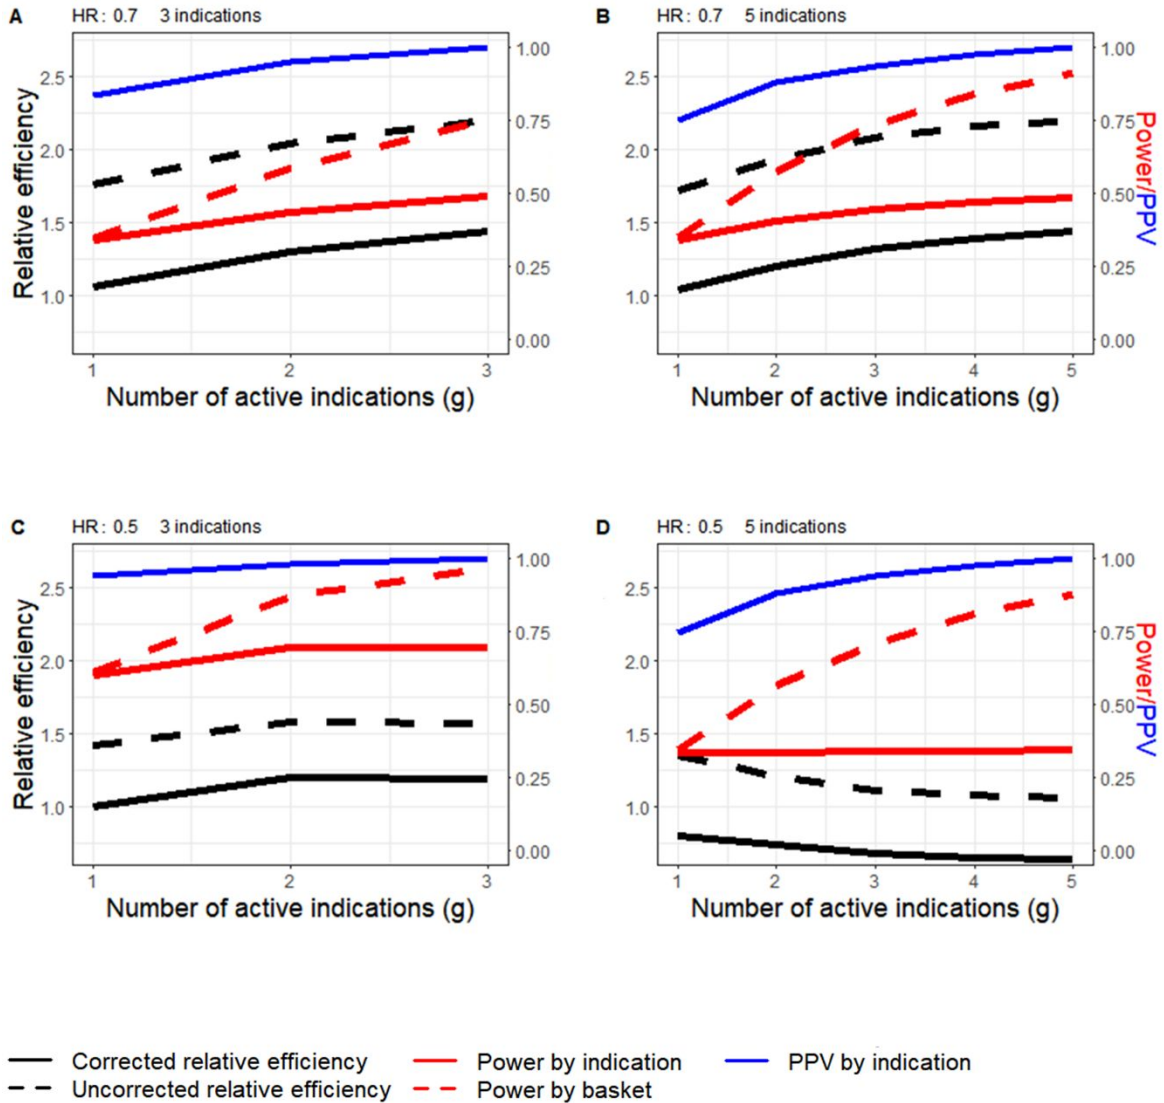 A HR: 0.7 3 indications
Relative efficiency
2.5
2.0
1.5
1.0
1.00
0.75
0.50
0.25
0.00
1 2 3
Number of active indications (g)
B HR: 0.7 5 indications
2.5
2.0
1.5
1.0
1.00
0.75
0.50
0.25
0.00
Power/PPV
1 2 3 4 5
Number of active indications (g)
C HR: 0.5 3 indications
Relative efficiency
2.5
2.0
1.5
1.0
1.00
0.75
0.50
0.25
0.00
1 2 3
Number of active indications (g)
D HR: 0.5 5 indications
2.5
2.0
1.5
1.0
1.00
0.75
0.50
0.25
0.00
Power/PPV
1 2 3 4 5
Number of active indications (g)
Corrected relative efficiency Power by indication PPV by indication
Uncorrected relative efficiency Power by basket